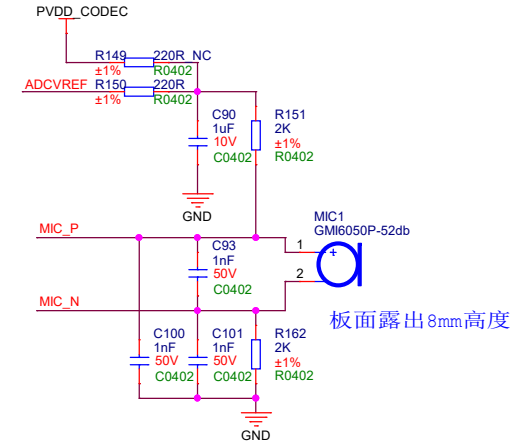 PVDD_CODEC
R149 220R_NC
±1% R0402
ADCVREF R150 220R
±1% R0402
C90
1uF
10V
C0402
R151
2K
±1%
R0402
GND
MIC_P
MIC1
GMI6050P-52db
1
+
2
C93
1nF
50V
C0402
MIC_N
板面露出8mm高度
C100
1nF
50V
C0402
C101
1nF
50V
C0402
R162
2K
±1%
R0402
GND